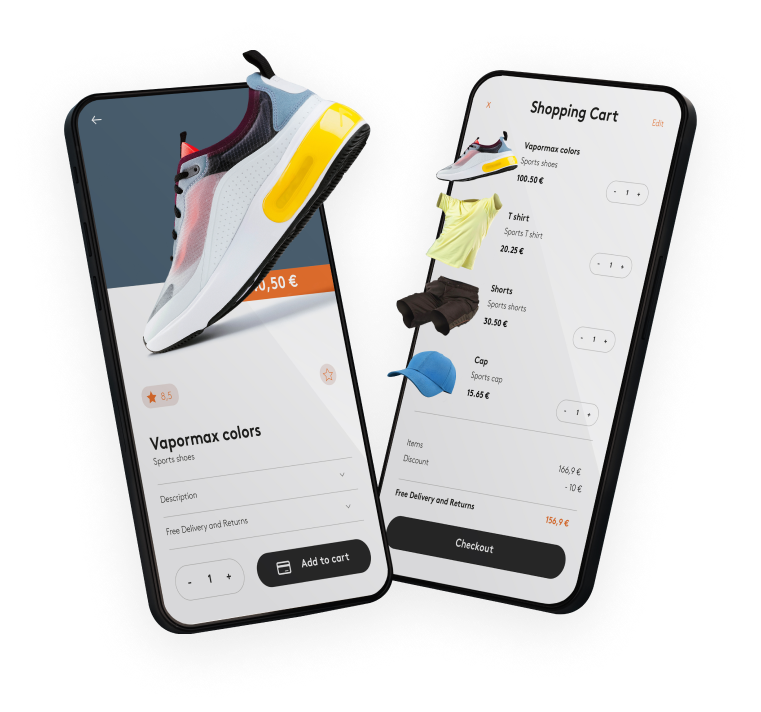 0,50 €
8,5
Vapormax colors
Sports shoes
Description
Free Delivery and Returns
- 1 +
Add to cart
x
Shopping Cart
Edit
Vapormax colors
Sports shoes
100.50 €
- 1 +
T shirt
Sports T shirt
20.25 €
- 1 +
Shorts
Sports shorts
30.50 €
- 1 +
Cap
Sports cap
15,65 €
- 1 +
Items
166,9 €
Discount
- 10 €
Free Delivery and Returns
156,9 €
Checkout